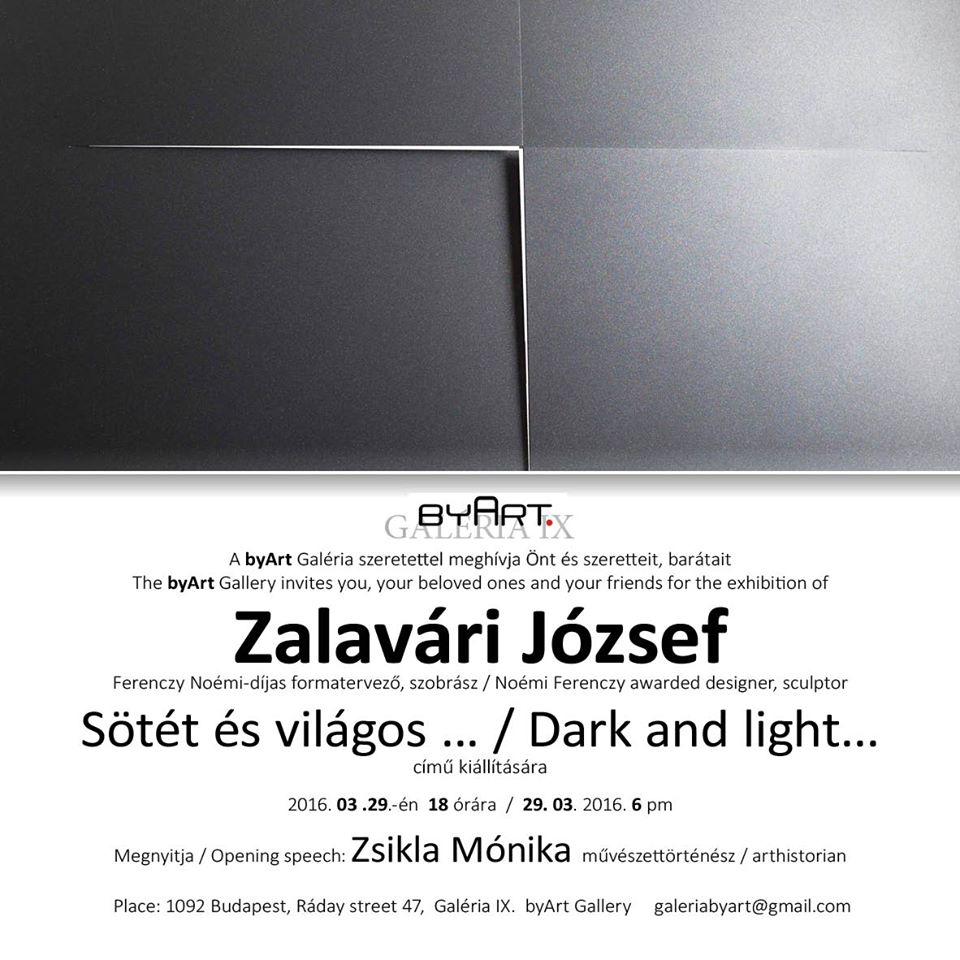 BYART.
GALÉRIA IX
A byArt Galéria szeretettel meghívja Önt és szeretteit, barátait
The byArt Gallery invites you, your beloved ones and your friends for the exhibition of
Zalavári József
Ferenczy Noémi-díjas formatervező, szobrász / Noémi Ferenczy awarded designer, sculptor
Sötét és világos ... / Dark and light...
című kiállítására
2016. 03 .29.-én 18 órára / 29. 03. 2016. 6 pm
Megnyitja / Opening speech: Zsikla Mónika művészettörténész / arthistorian
Place: 1092 Budapest, Ráday street 47, Galéria IX. byArt Gallery galeriabyart@gmail.com